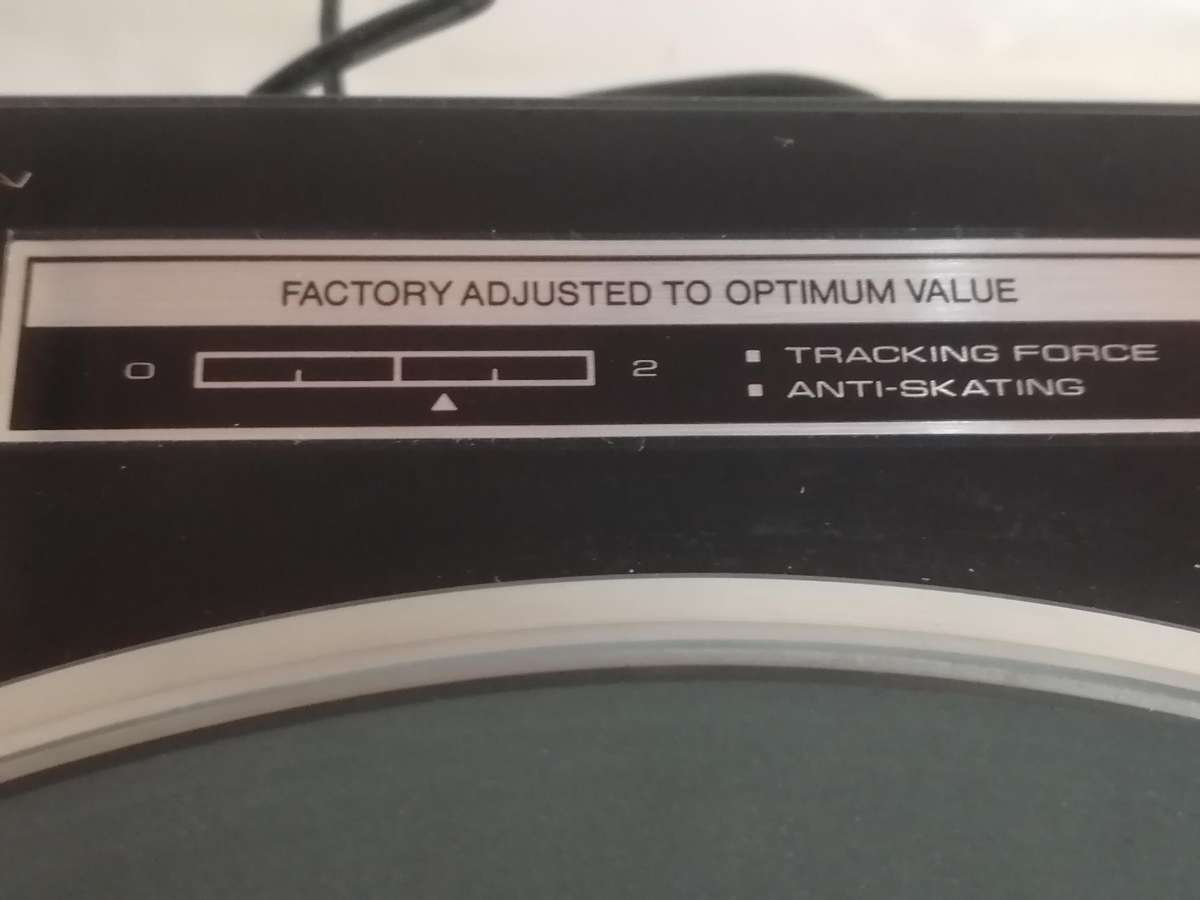 FACTORY ADJUSTED TO OPTIMUM VALUE
0 2
▪ TRACKING FORCE
▪ ANTI-SKATING